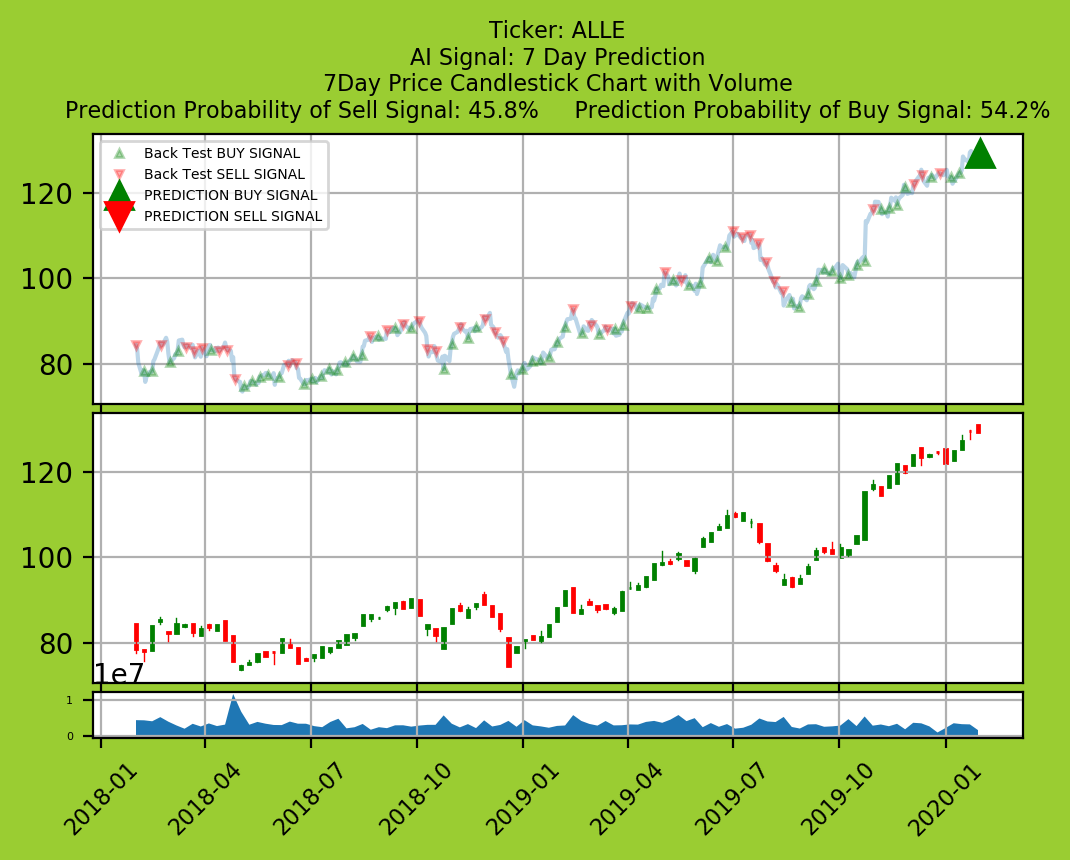 Ticker: ALLE
AI Signal: 7 Day Prediction
7Day Price Candlestick Chart with Volume
Prediction Probability of Sell Signal: 45.8% Prediction Probability of Buy Signal: 54.2%
Back Test BUY SIGNAL
Back Test SELL SIGNAL
PREDICTION BUY SIGNAL
PREDICTION SELL SIGNAL
120
100
80
120
100
80
1e7
1
0
2018-01 2018-04 2018-07 2018-10 2019-01 2019-04 2019-07 2019-10 2020-01